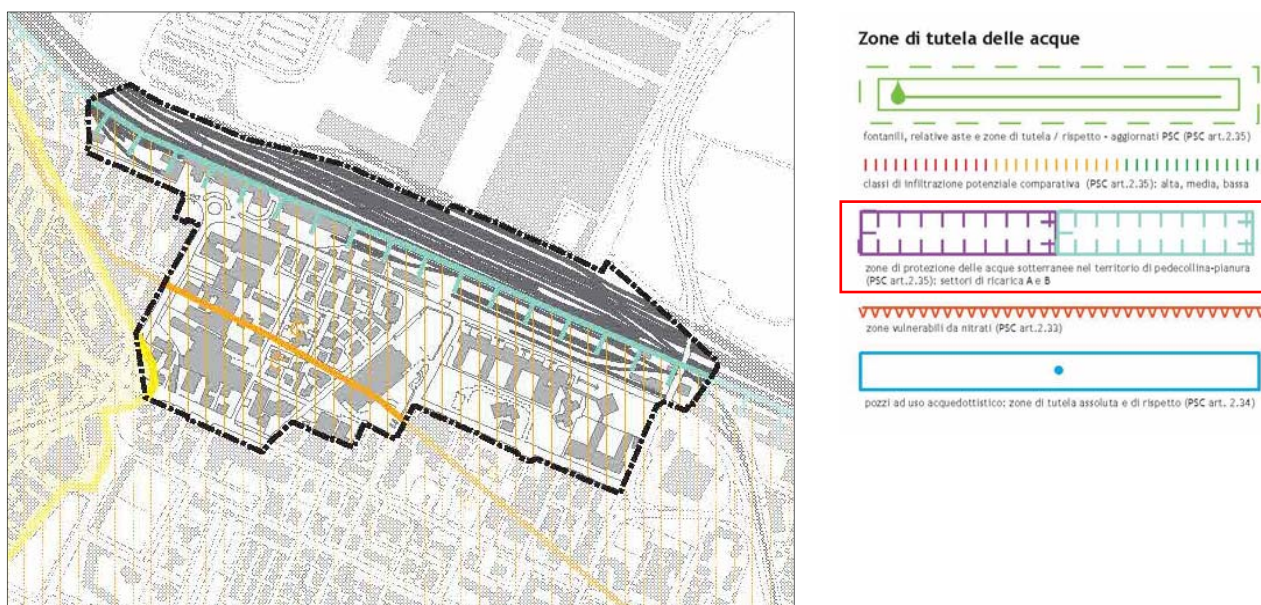 Zone di tutela delle acque
fontanili, relative aste e zone di tutela / rispetto - aggiornati PSC (PSC art.2.35)
classi di infiltrazione potenziale comparativa (PSC art.2.35): alta, media, bassa
zone di protezione delle acque sotterranee nel territorio di pedecollina-pianura
(PSC art.2.35): settori di ricarica A e B
zone vulnerabili da nitrati (PSC art.2.33)
pozzi ad uso acquedottistico: zone di tutela assoluta e di rispetto (PSC art. 2.34)